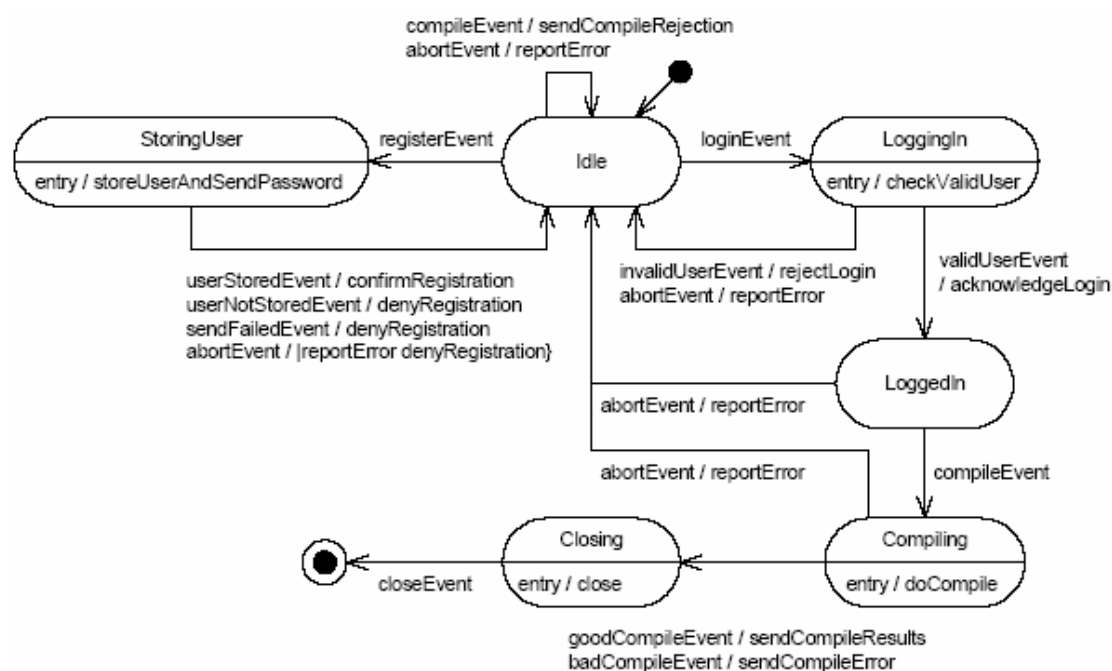 compileEvent / sendCompileRejection
abortEvent / reportError
StoringUser
entry / storeUserAndSendPassword
registerEvent
Idle
loginEvent
LoggingIn
entry / checkValidUser
userStoredEvent / confirmRegistration
userNotStoredEvent / denyRegistration
sendFailedEvent / denyRegistration
abortEvent / |reportError denyRegistration}
invalidUserEvent / rejectLogin
abortEvent / reportError
validUserEvent
/ acknowledgeLogin
LoggedIn
abortEvent / reportError
abortEvent / reportError
compileEvent
Closing
entry / close
Compiling
entry / doCompile
closeEvent
goodCompileEvent / sendCompileResults
badCompileEvent / sendCompileError